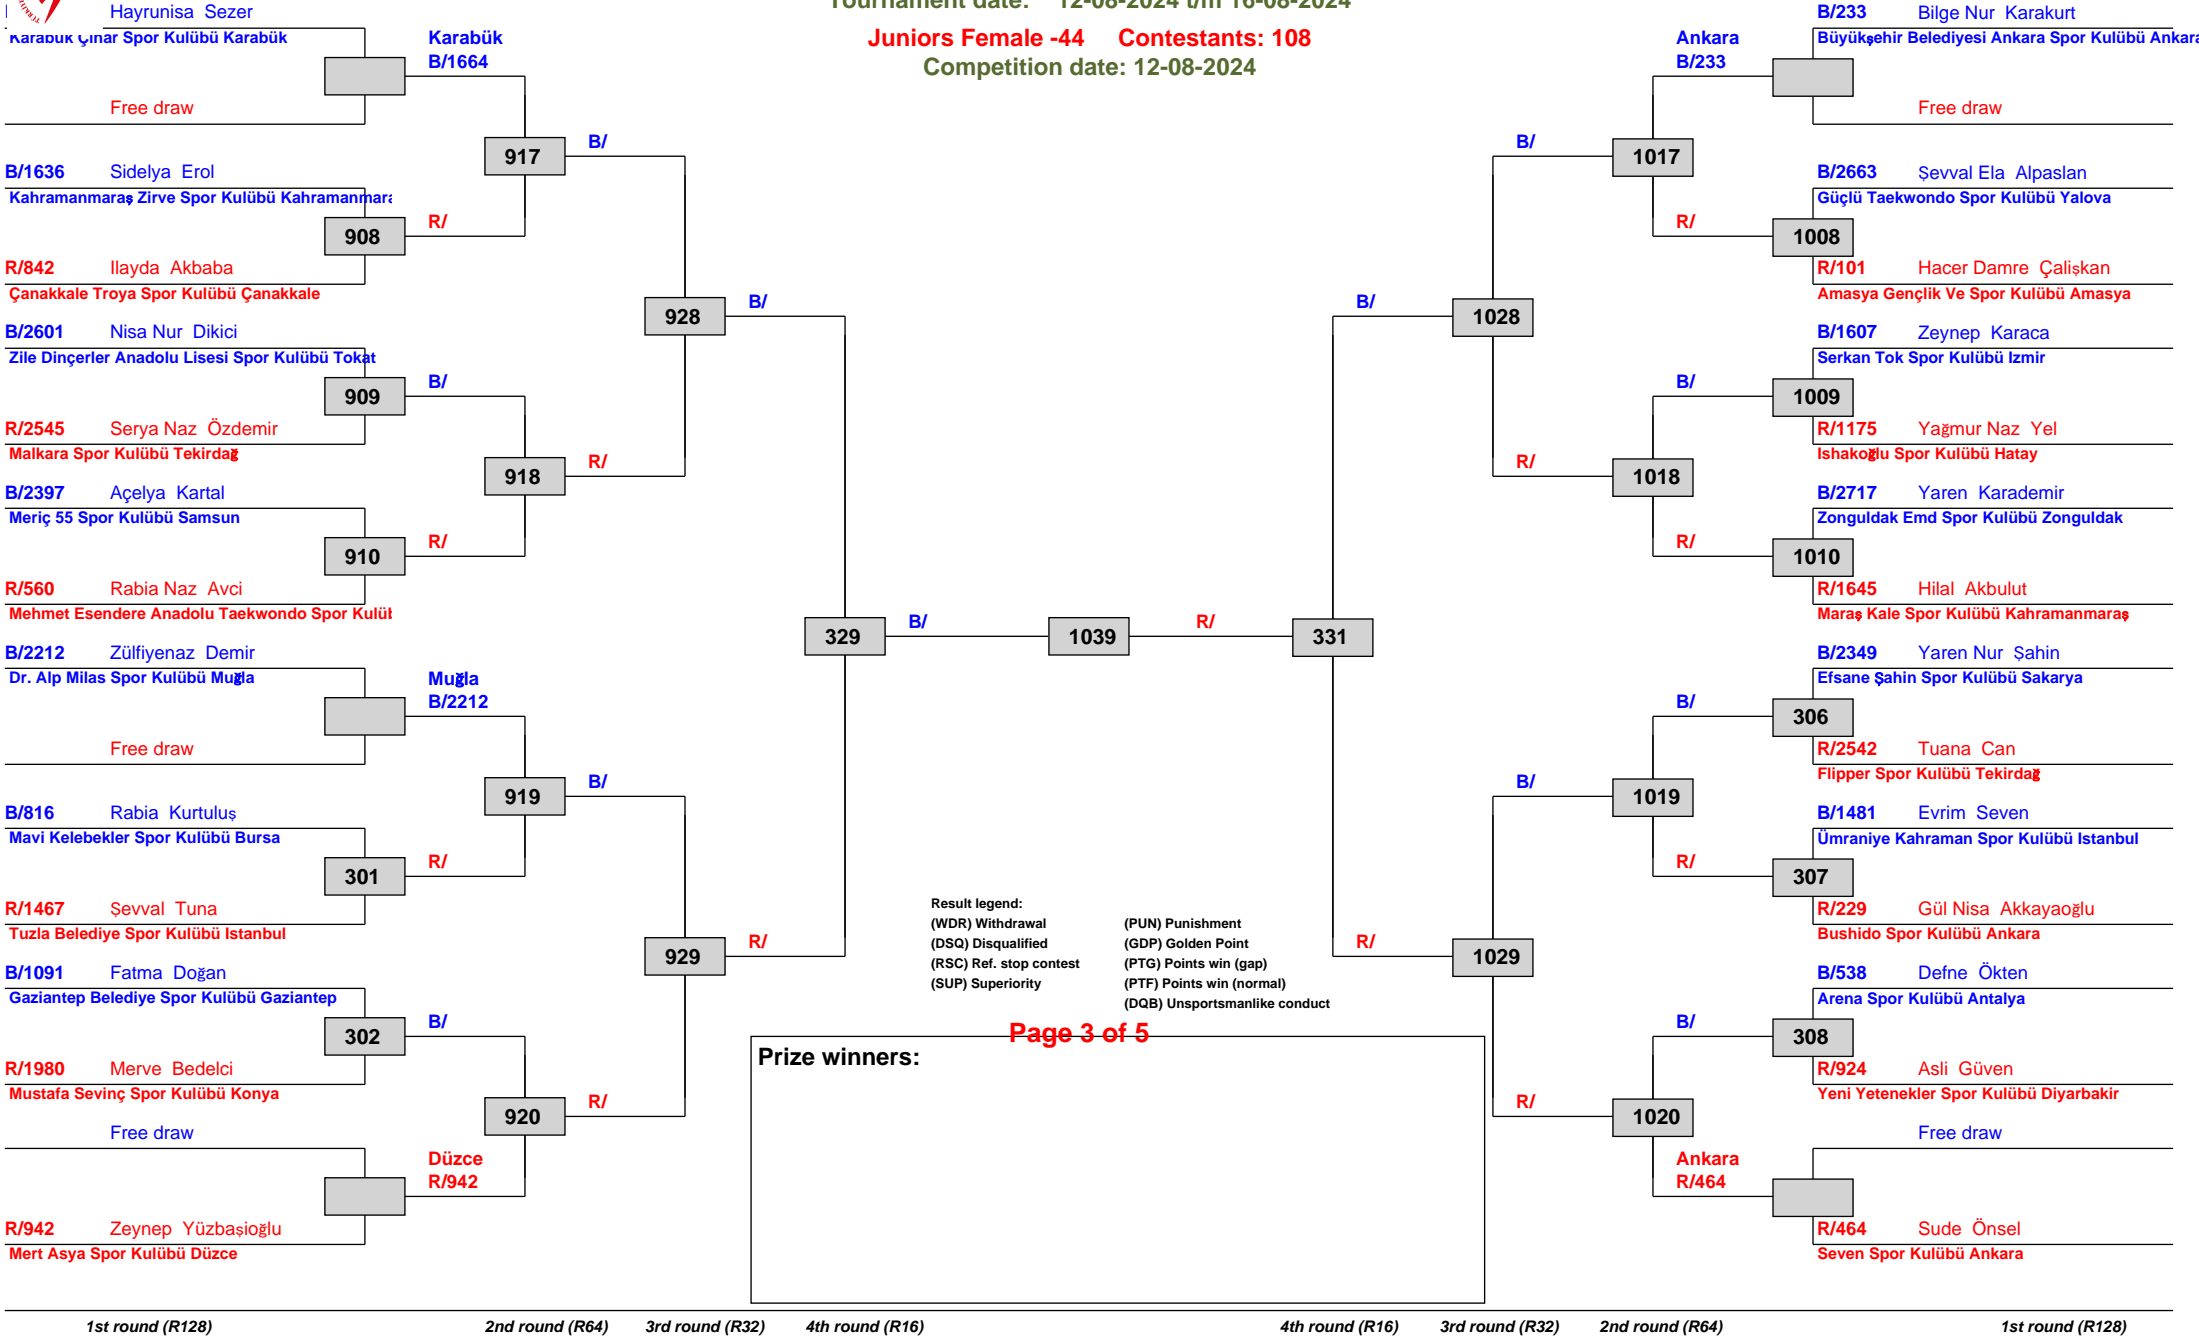 Tournament date: 12-08-2024 t/m 16-08-2024
Juniors Female -44 Contestants: 108
Competition date: 12-08-2024
Hayrunisa Sezer
Karabük Çınar Spor Kulübü Karabük
Karabük
B/1664
Free draw
917
B/
B/1636 Sidelya Erol
Kahramanmaraş Zirve Spor Kulübü Kahramanmara
908
R/
R/842 Ilayda Akbaba
Çanakkale Troya Spor Kulübü Çanakkale
928
B/
B/2601 Nisa Nur Dikici
Zile Dinçerler Anadolu Lisesi Spor Kulübü Tokat
909
B/
R/2545 Serya Naz Özdemir
Malkara Spor Kulübü Tekirdağ
918
R/
B/2397 Açelya Kartal
Meriç 55 Spor Kulübü Samsun
910
R/
R/560 Rabia Naz Avci
Mehmet Esendere Anadolu Taekwondo Spor Kulüb
329
B/
1039
R/
331
B/2212 Zülfiyenaz Demir
Dr. Alp Milas Spor Kulübü Muğla
Muğla
B/2212
Free draw
919
B/
B/816 Rabia Kurtuluş
Mavi Kelebekler Spor Kulübü Bursa
301
R/
R/1467 Şevval Tuna
Tuzla Belediye Spor Kulübü Istanbul
929
R/
B/1091 Fatma Doğan
Gaziantep Belediye Spor Kulübü Gaziantep
302
B/
R/1980 Merve Bedelci
Mustafa Sevinç Spor Kulübü Konya
920
R/
Free draw
Düzce
R/942
R/942 Zeynep Yüzbaşioğlu
Mert Asya Spor Kulübü Düzce
B/233 Bilge Nur Karakurt
Büyükşehir Belediyesi Ankara Spor Kulübü Ankara
Ankara
B/233
Free draw
B/
1017
B/2663 Şevval Ela Alpaslan
Güçlü Taekwondo Spor Kulübü Yalova
R/
1008
R/101 Hacer Damre Çalişkan
Amasya Gençlik Ve Spor Kulübü Amasya
B/
1028
B/1607 Zeynep Karaca
Serkan Tok Spor Kulübü Izmir
B/
1009
R/1175 Yağmur Naz Yel
Ishakoğlu Spor Kulübü Hatay
R/
1018
B/2717 Yaren Karademir
Zonguldak Emd Spor Kulübü Zonguldak
R/
1010
R/1645 Hilal Akbulut
Maraş Kale Spor Kulübü Kahramanmaraş
B/2349 Yaren Nur Şahin
Efsane Şahin Spor Kulübü Sakarya
B/
306
R/2542 Tuana Can
Flipper Spor Kulübü Tekirdağ
B/
1019
B/1481 Evrim Seven
Ümraniye Kahraman Spor Kulübü Istanbul
R/
307
R/229 Gül Nisa Akkayaoğlu
Bushido Spor Kulübü Ankara
R/
1029
B/538 Defne Ökten
Arena Spor Kulübü Antalya
B/
308
R/924 Asli Güven
Yeni Yetenekler Spor Kulübü Diyarbakir
R/
1020
Free draw
Ankara
R/464
R/464 Sude Önsel
Seven Spor Kulübü Ankara
Result legend:
(WDR) Withdrawal (PUN) Punishment
(DSQ) Disqualified (GDP) Golden Point
(RSC) Ref. stop contest (PTG) Points win (gap)
(SUP) Superiority (PTF) Points win (normal)
(DQB) Unsportsmanlike conduct
Page 3 of 5
Prize winners:
1st round (R128) 2nd round (R64) 3rd round (R32) 4th round (R16) 4th round (R16) 3rd round (R32) 2nd round (R64) 1st round (R128)